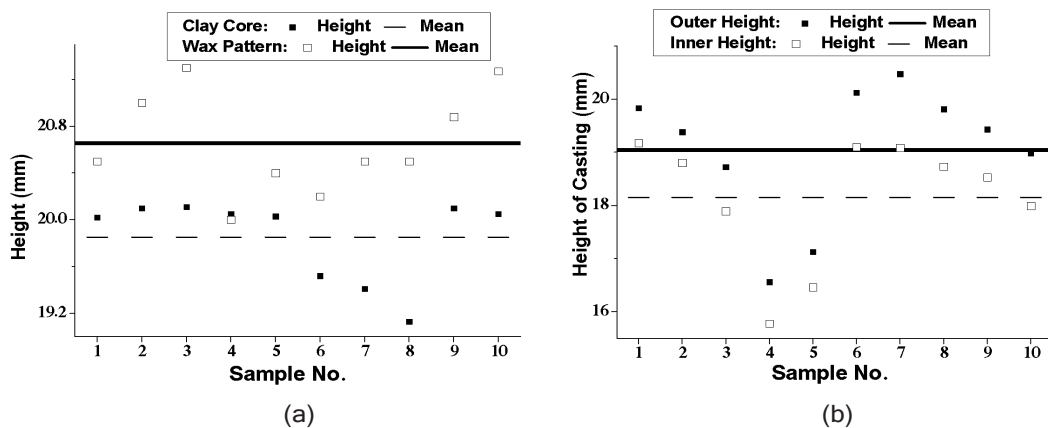 Clay Core: Height Mean
Wax Pattern: Height Mean
Height (mm)
20.8
20.0
19.2
1 2 3 4 5 6 7 8 9 10
Sample No.
(a)
Outer Height: Height Mean
Inner Height: Height Mean
Height of Casting (mm)
20
18
16
1 2 3 4 5 6 7 8 9 10
Sample No.
(b)